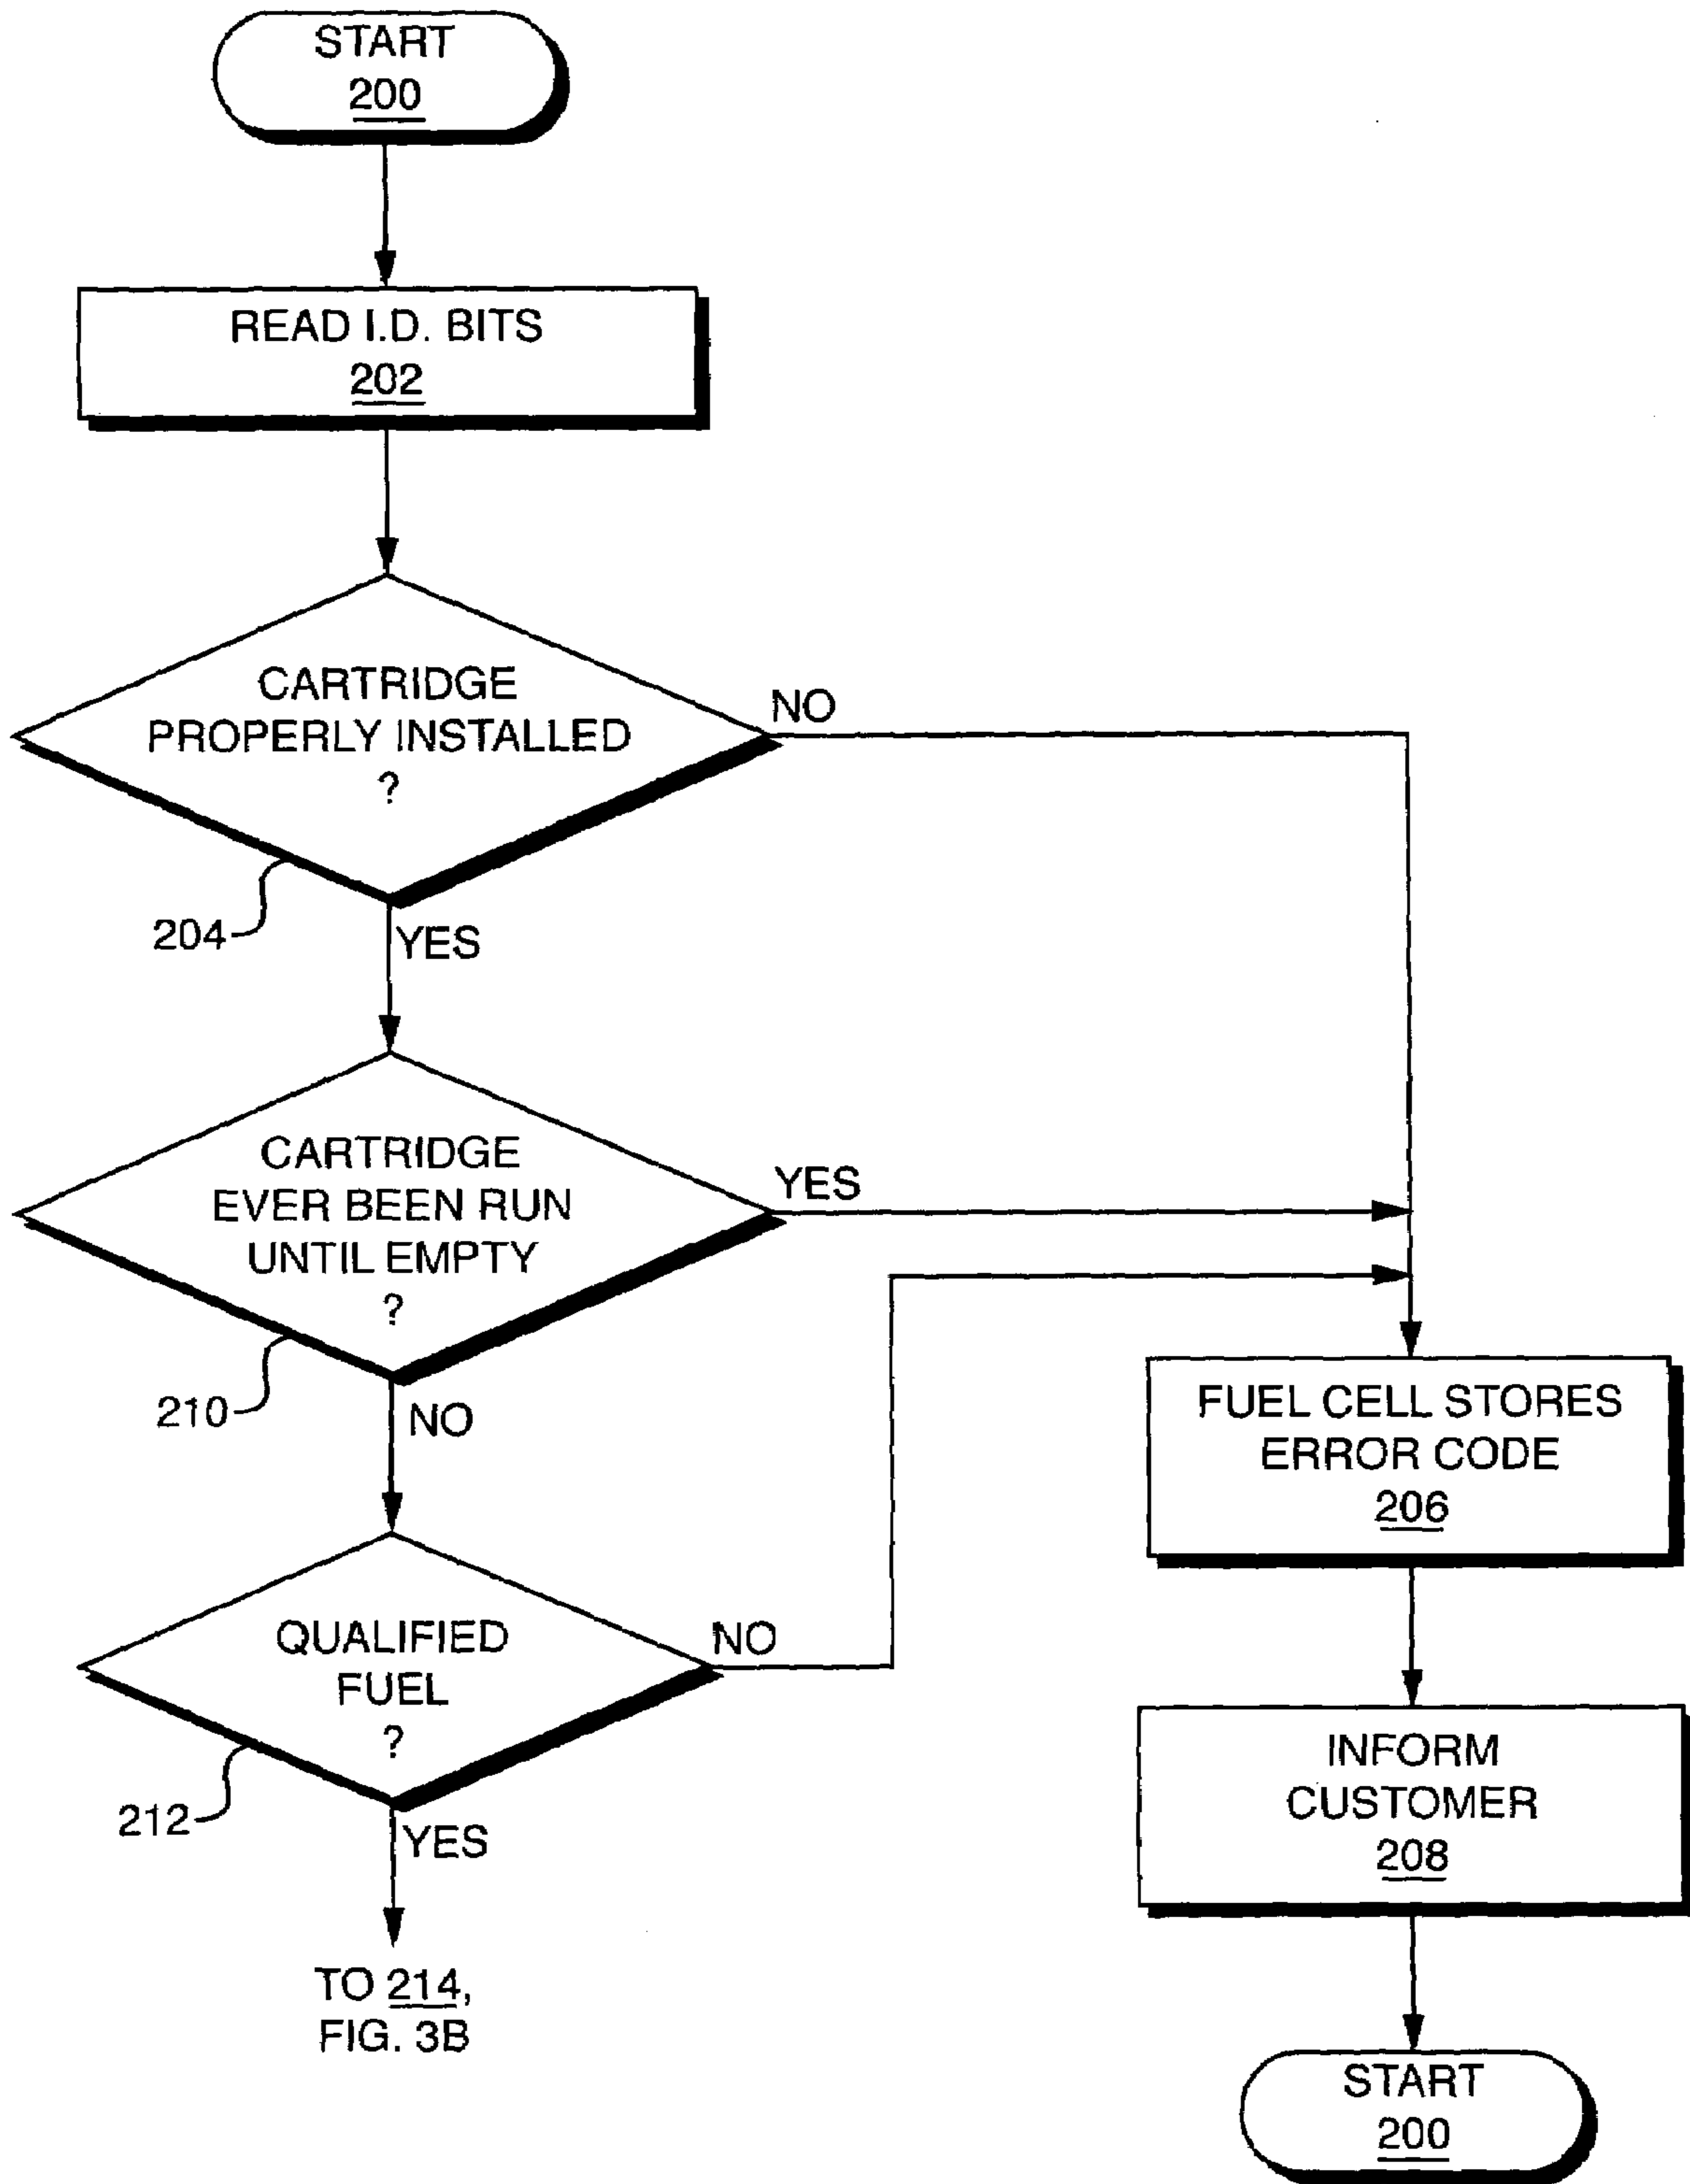 START
200
READ I.D. BITS
202
CARTRIDGE
PROPERLY INSTALLED
?
NO
204
YES
CARTRIDGE
EVER BEEN RUN
UNTIL EMPTY
?
YES
210
NO
FUEL CELL STORES
ERROR CODE
206
QUALIFIED
FUEL
?
NO
212
YES
INFORM
CUSTOMER
208
TO 214,
FIG. 3B
START
200